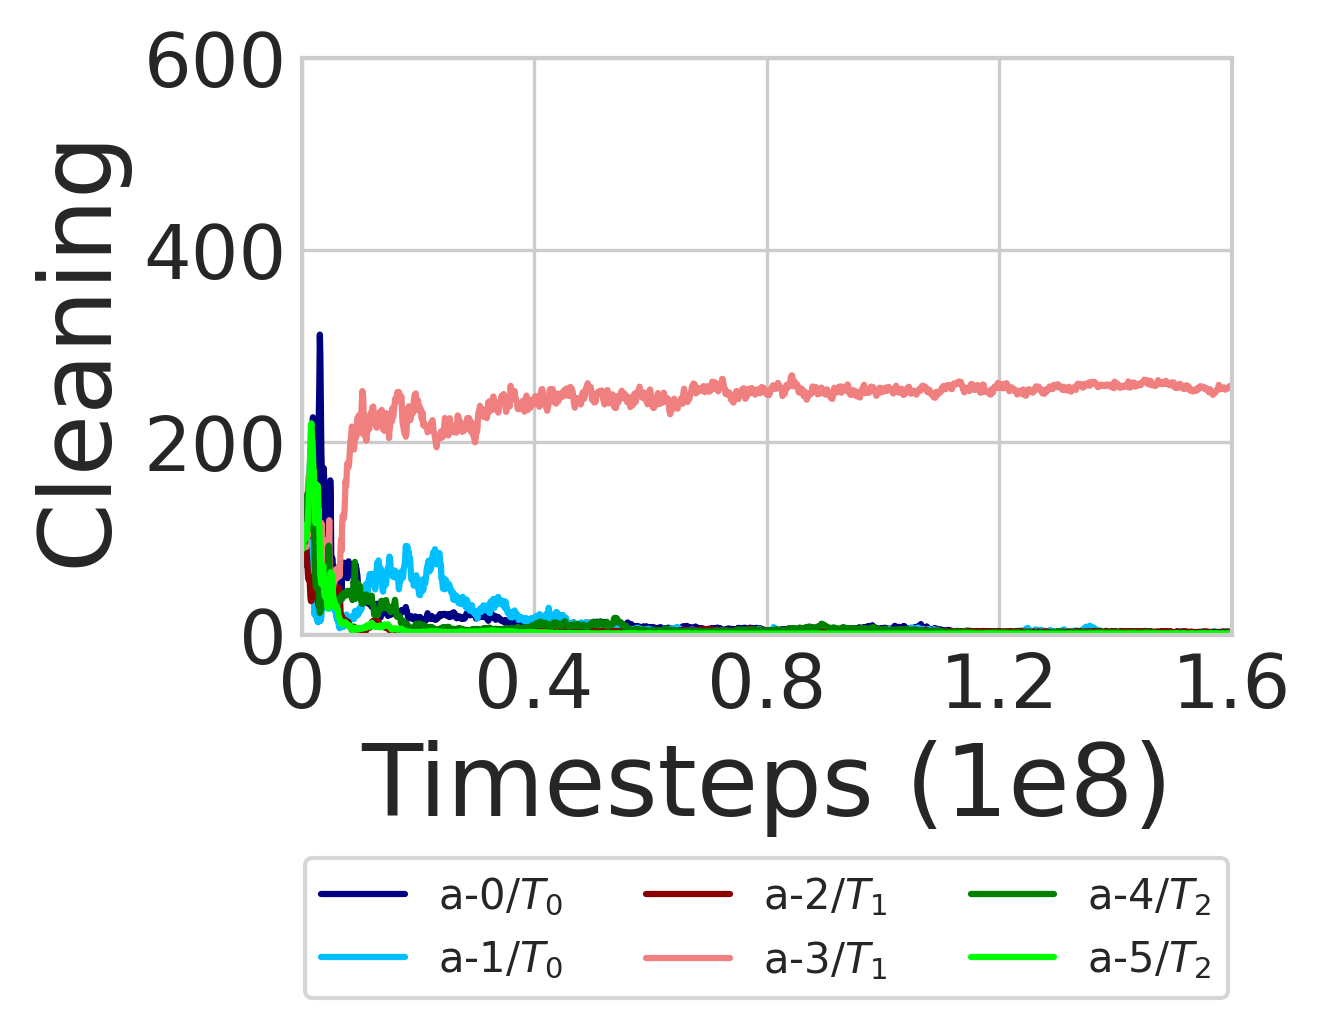 600
400
200
0
Cleaning
0 0.4 0.8 1.2 1.6
Timesteps (1e8)
a-0/T₀ a-2/T₁ a-4/T₂
a-1/T₀ a-3/T₁ a-5/T₂